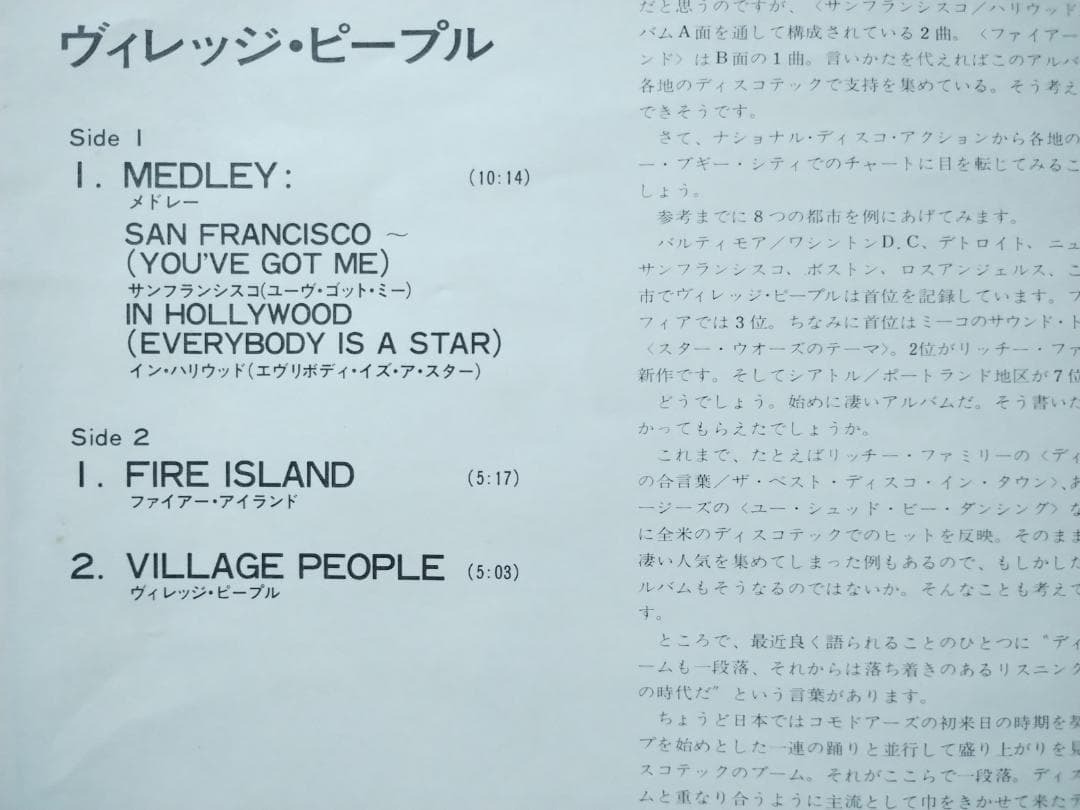 ヴィレッジ・ピープル
Side 1
1. MEDLEY: (10:14)
メドレー
SAN FRANCISCO ~
(YOU'VE GOT ME)
サンフランシスコ(ユーヴ・ゴット・ミー)
IN HOLLYWOOD
(EVERYBODY IS A STAR)
イン・ハリウッド(エヴリボディ・イズ・ア・スター)
Side 2
1. FIRE ISLAND (5:17)
ファイアー・アイランド
2. VILLAGE PEOPLE (5:03)
ヴィレッジ・ピープル
だと思うのですが、〈サンフランシスコ/ハリウッド
バムA面を通して構成されている2曲。〈ファイアー
ンド〉はB面の1曲。言いかたを代えればこのアルバ
各地のディスコテックで支持を集めている。そう考え
できそうです。
さて、ナショナル・ディスコ・アクションから各地の
ー・ブギー・シティでのチャートに目を転じてみるこ
しょう。
参考までに8つの都市を例にあげてみます。
バルティモア/ワシントンD.C、デトロイト、ニュ
サンフランシスコ、ボストン、ロスアンジェルス、こ
市でヴィレッジ・ピープルは首位を記録しています。フ
ィアでは3位。ちなみに首位はミーコのサウンド・ト
〈スター・ウオーズのテーマ〉。2位がリッチー・ファ
新作です。そしてシアトル/ポートランド地区が7位
どうでしょう。始めに凄いアルバムだ。そう書いた
かってもらえたでしょうか。
これまで、たとえばリッチー・ファミリーの〈ディ
の合言葉/ザ・ベスト・ディスコ・イン・タウン〉、あ
ージーズの〈ユー・シュッド・ビー・ダンシング〉な
に全米のディスコテックでのヒットを反映。そのまま
凄い人気を集めてしまった例もあるので、もしかした
ルバムもそうなるのではないか。そんなことも考えて
す。
ところで、最近良く語られることのひとつに〝ディ
ームも一段落、それからは落ち着きのあるリスニング
の時代だ〟という言葉があります。
ちょうど日本ではコモドアーズの初来日の時期を
プを始めとした一連の踊りと並行して盛り上がりを見
スコテックのブーム。それがここらで一段落。ディス
ムと重なり合うように主流として巾をきかせて来た